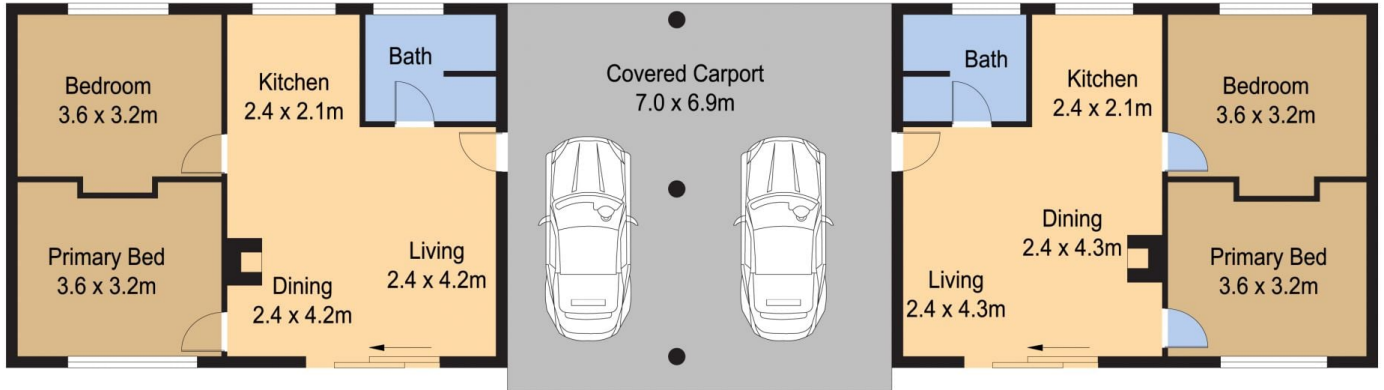 Bedroom
3.6 x 3.2m
Kitchen
2.4 x 2.1m
Bath
Primary Bed
3.6 x 3.2m
Dining
2.4 x 4.2m
Living
2.4 x 4.2m
Covered Carport
7.0 x 6.9m
Bath
Kitchen
2.4 x 2.1m
Bedroom
3.6 x 3.2m
Living
2.4 x 4.3m
Dining
2.4 x 4.3m
Primary Bed
3.6 x 3.2m